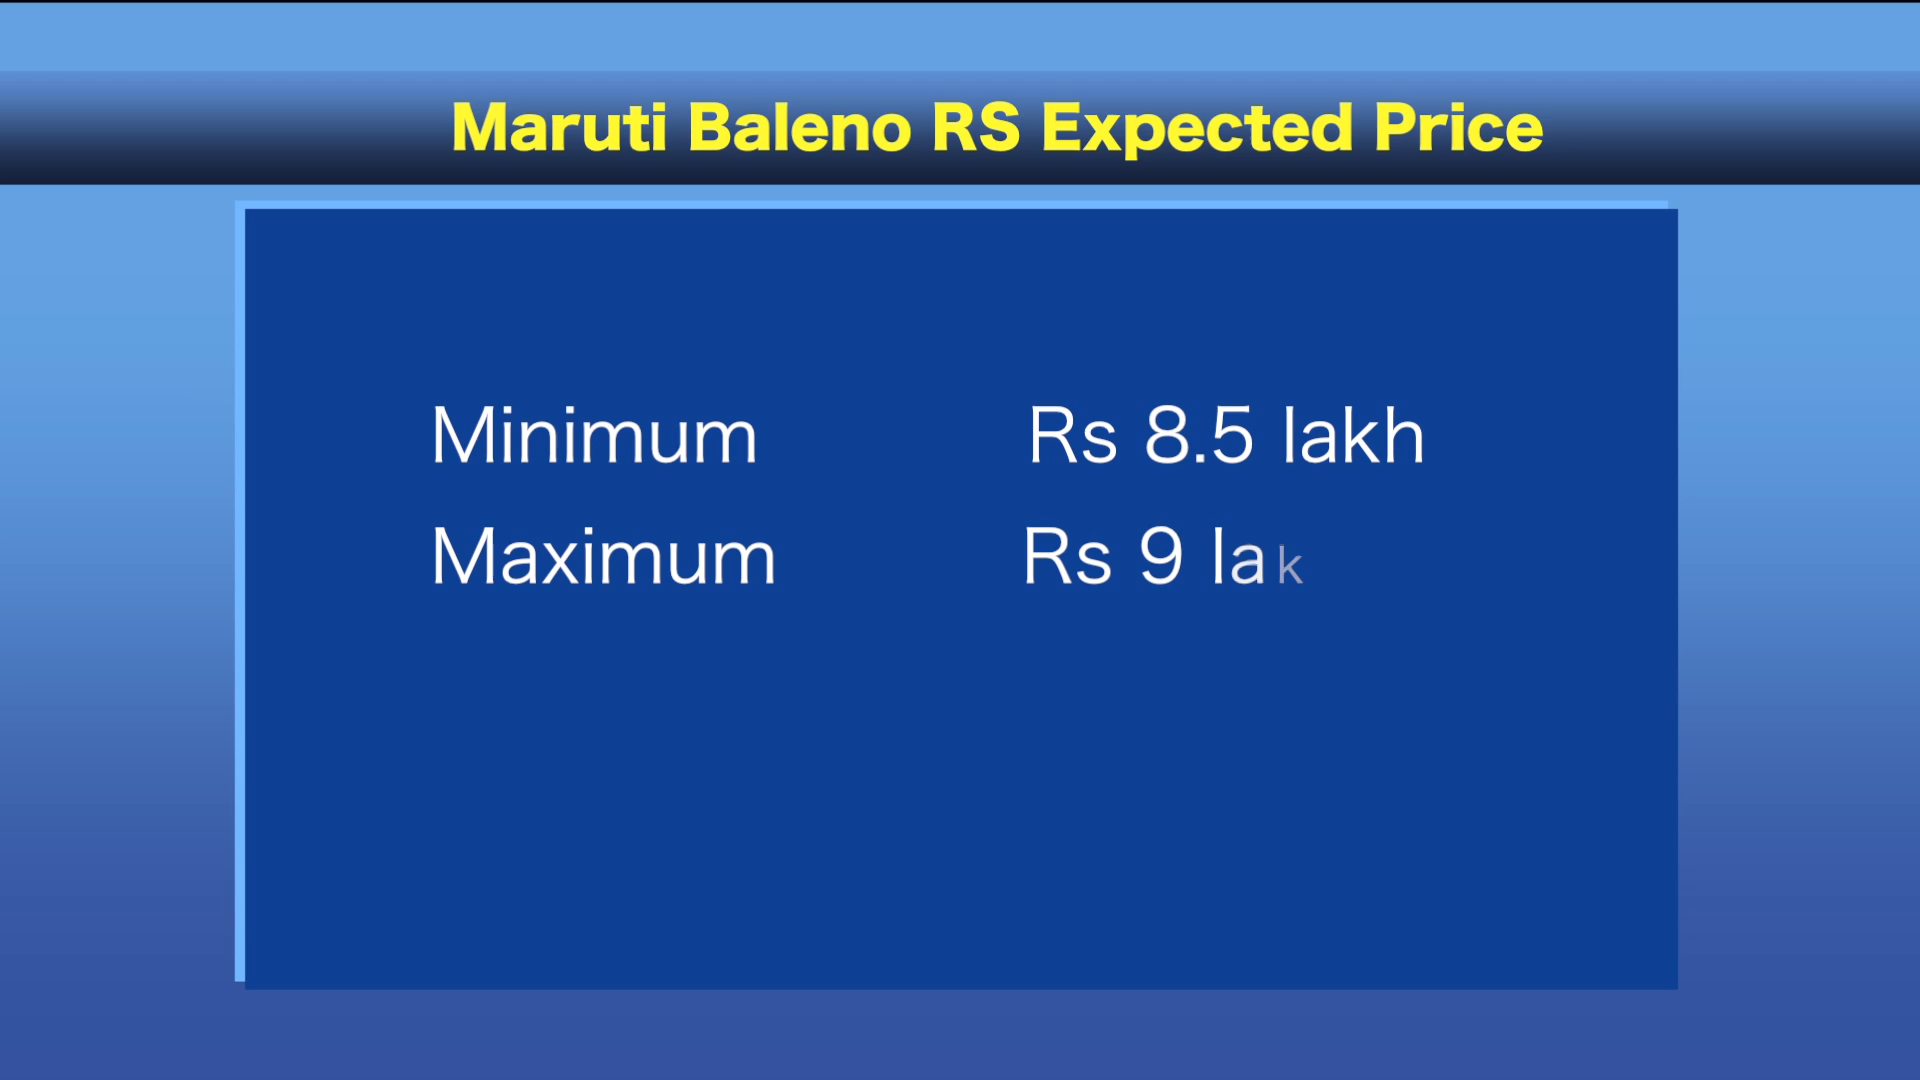 Maruti Baleno RS Expected Price
Minimum Rs 8.5 lakh
Maximum Rs 9 lak